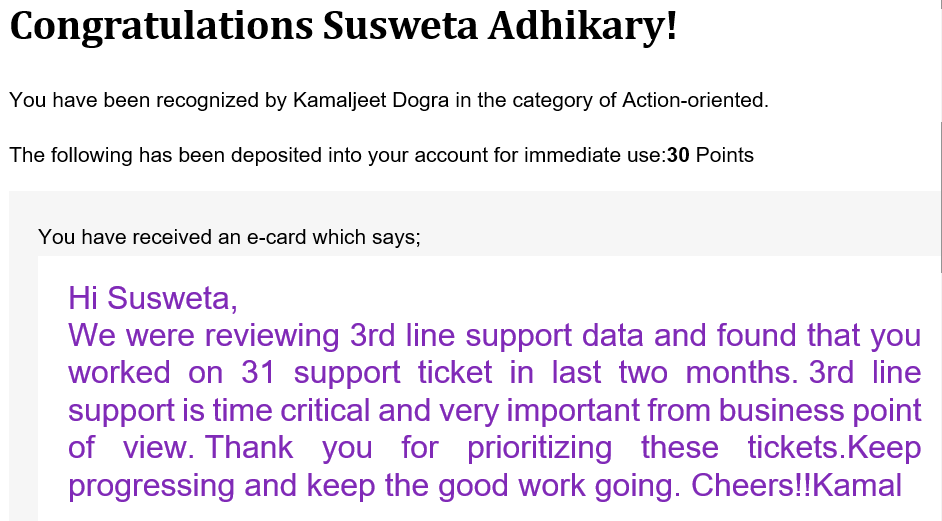 Congratulations Susweta Adhikary!
You have been recognized by Kamaljeet Dogra in the category of Action-oriented.
The following has been deposited into your account for immediate use:30 Points
You have received an e-card which says;
Hi Susweta,
We were reviewing 3rd line support data and found that you
worked on 31 support ticket in last two months. 3rd line
support is time critical and very important from business point
of view. Thank you for prioritizing these tickets.Keep
progressing and keep the good work going. Cheers!!Kamal